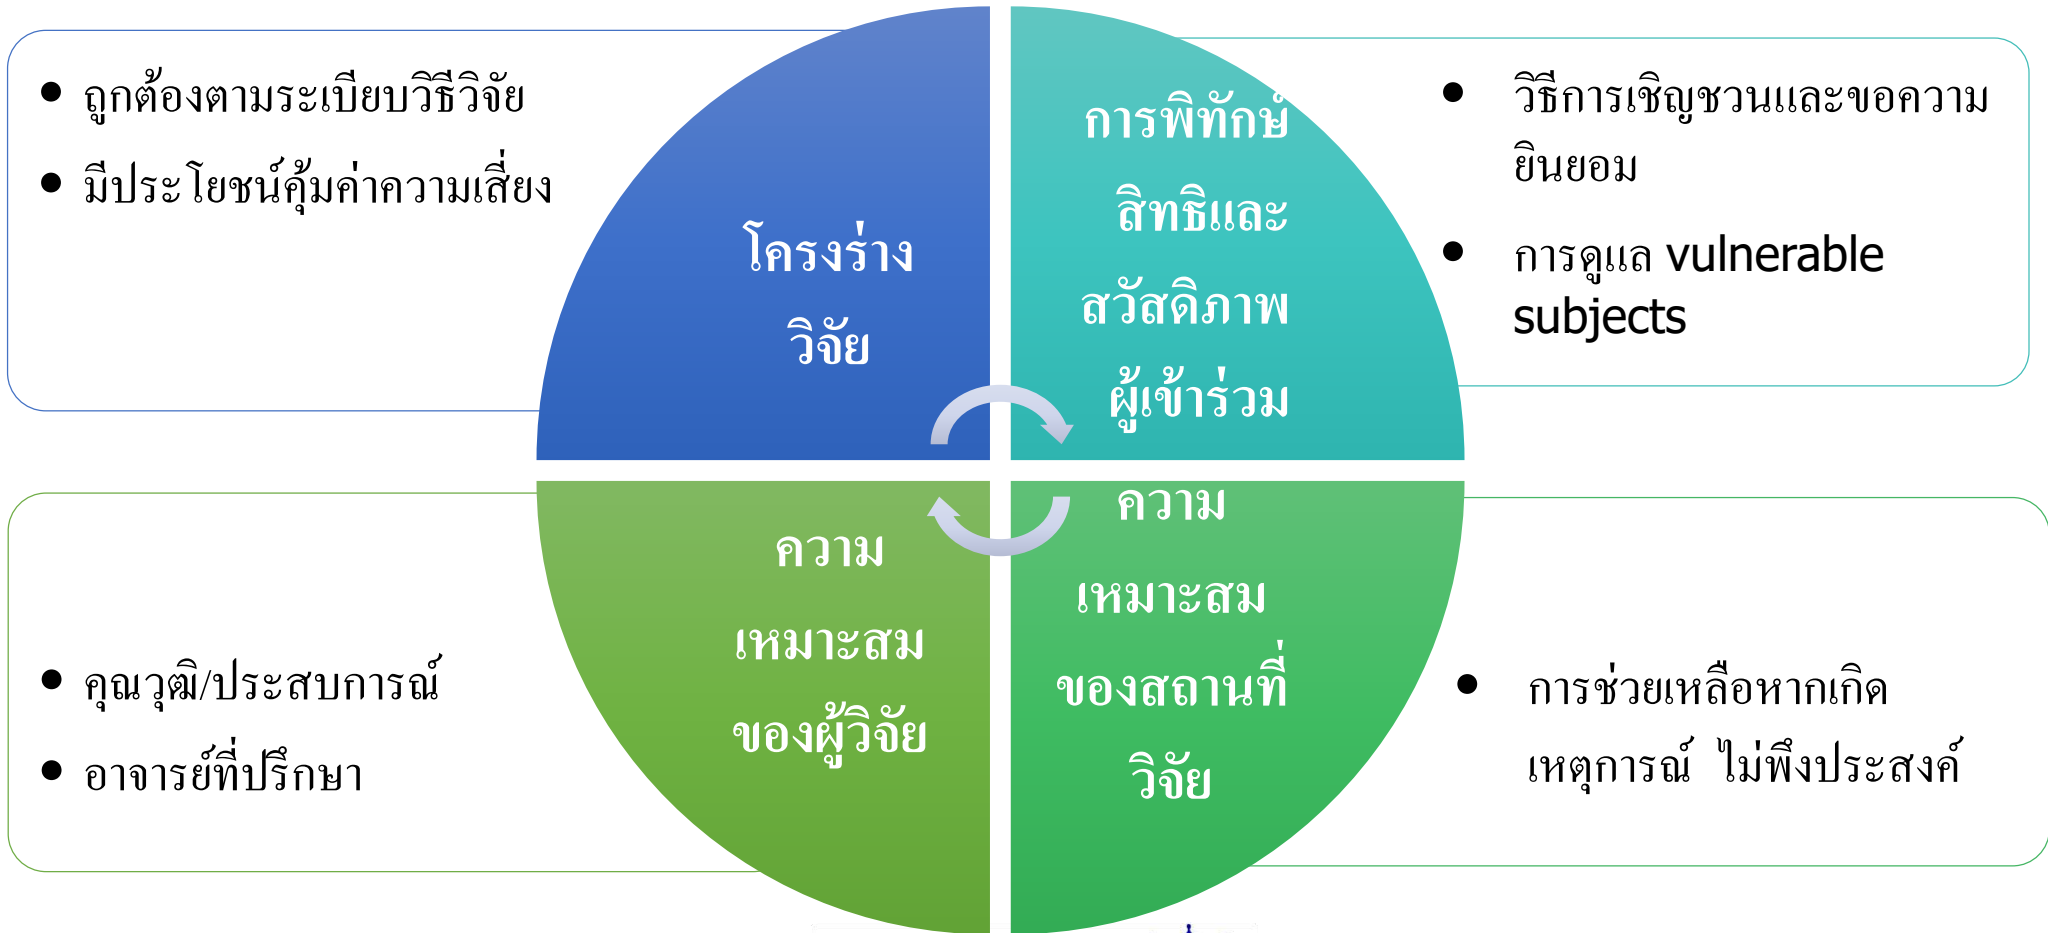 • ถูกต้องตามระเบียบวิธีวิจัย
• มีประโยชน์คุ้มค่าความเสี่ยง
โครงร่าง
วิจัย
การพิทักษ์
สิทธิและ
สวัสดิภาพ
ผู้เข้าร่วม
• วิธีการเชิญชวนและขอความ
ยินยอม
• การดูแล vulnerable
subjects
• คุณวุฒิ/ประสบการณ์
• อาจารย์ที่ปรึกษา
ความ
เหมาะสม
ของผู้วิจัย
ความ
เหมาะสม
ของสถานที่
วิจัย
• การช่วยเหลือหากเกิด
เหตุการณ์ ไม่พึงประสงค์